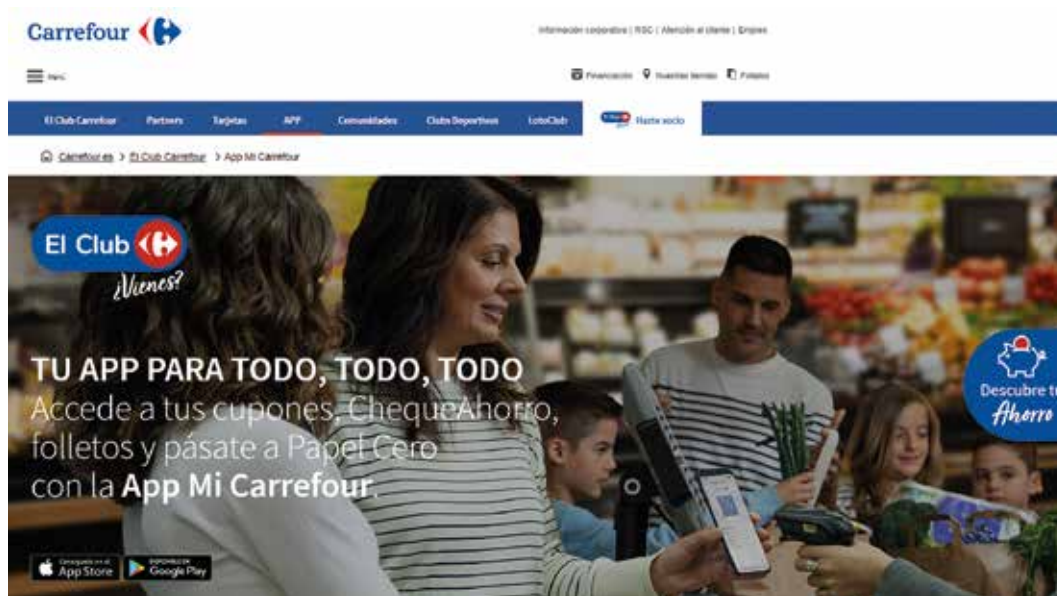 Carrefour
Información corporativa | RSC | Atención al cliente | Empleo
Menú
Financiación Nuestras tiendas Folletos
El Club Carrefour Partners Tarjetas APP Comunidades Clubs Deportivos LotoClub Hazte socio
Carrefour.es > El Club Carrefour > App Mi Carrefour
El Club
¿Vienes?
TU APP PARA TODO, TODO, TODO
Accede a tus cupones, ChequeAhorro,
folletos y pásate a Papel Cero
con la App Mi Carrefour.
Descubre tu
Ahorro
App Store
Google Play